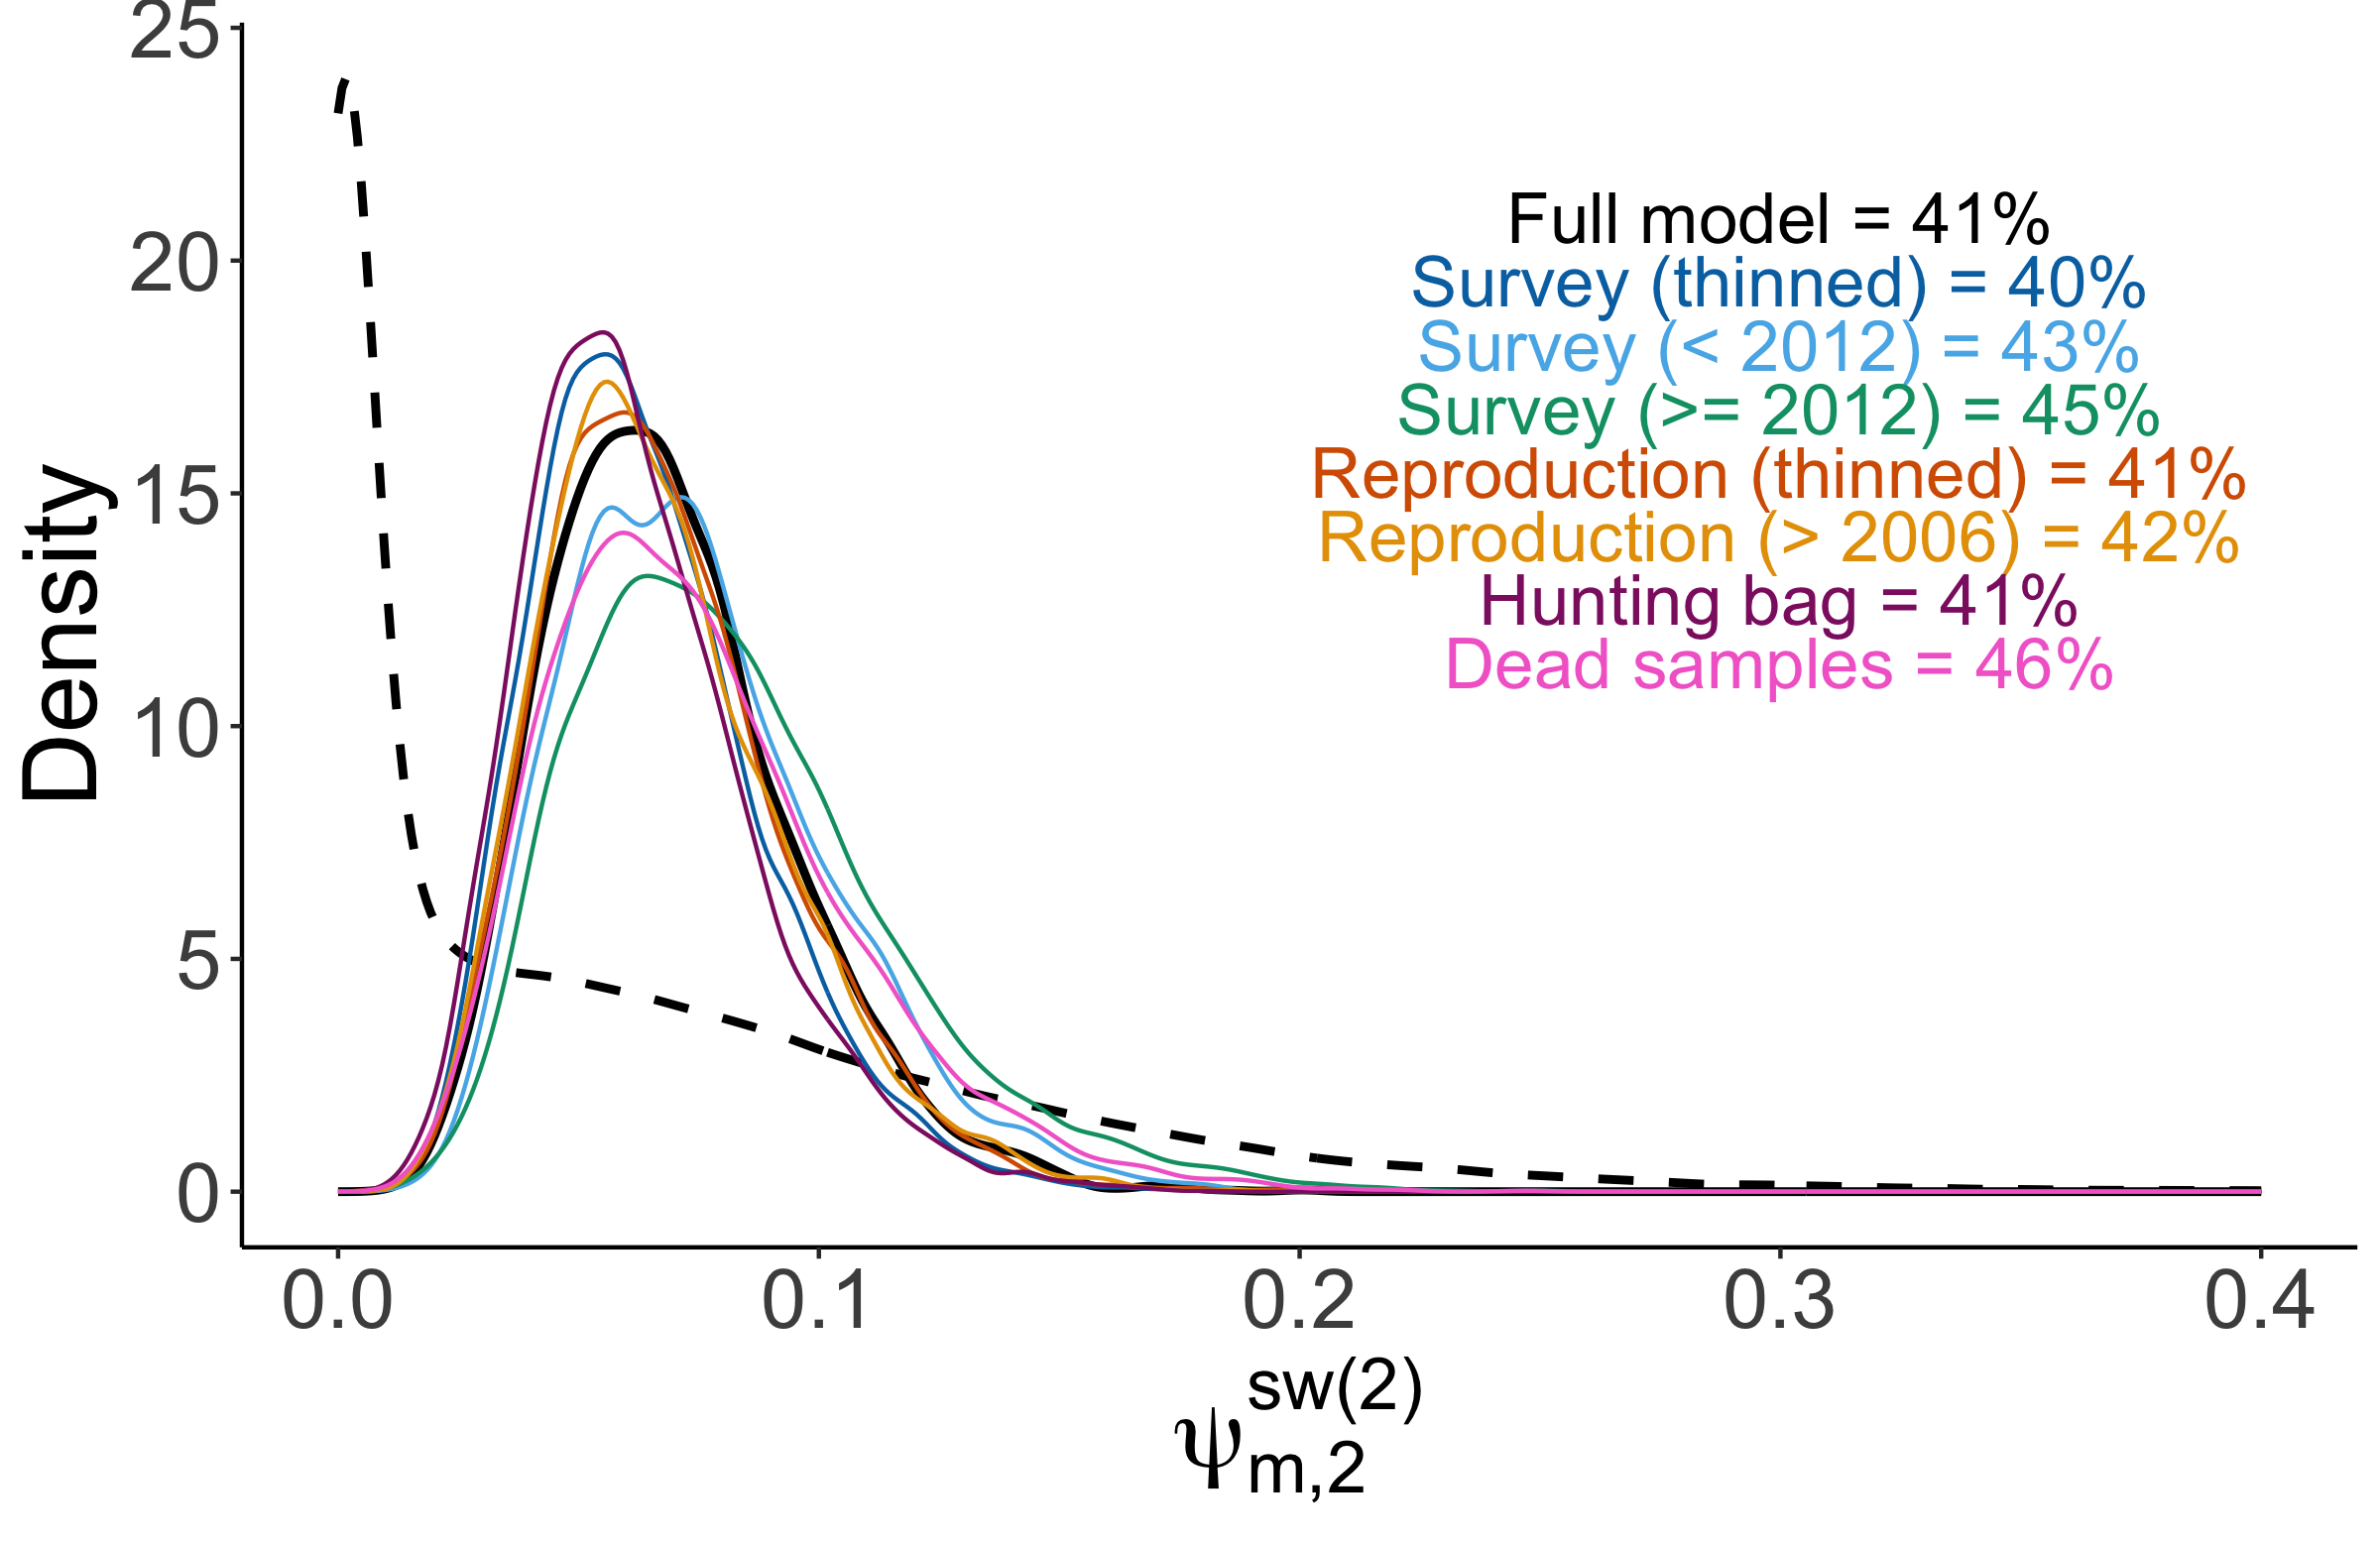 25
20
15
10
5
0
Density
Full model = 41%
Survey (thinned) = 40%
Survey (< 2012) = 43%
Survey (>= 2012) = 45%
Reproduction (thinned) = 41%
Reproduction (> 2006) = 42%
Hunting bag = 41%
Dead samples = 46%
0.0 0.1 0.2 0.3 0.4
ψ sw(2) m,2